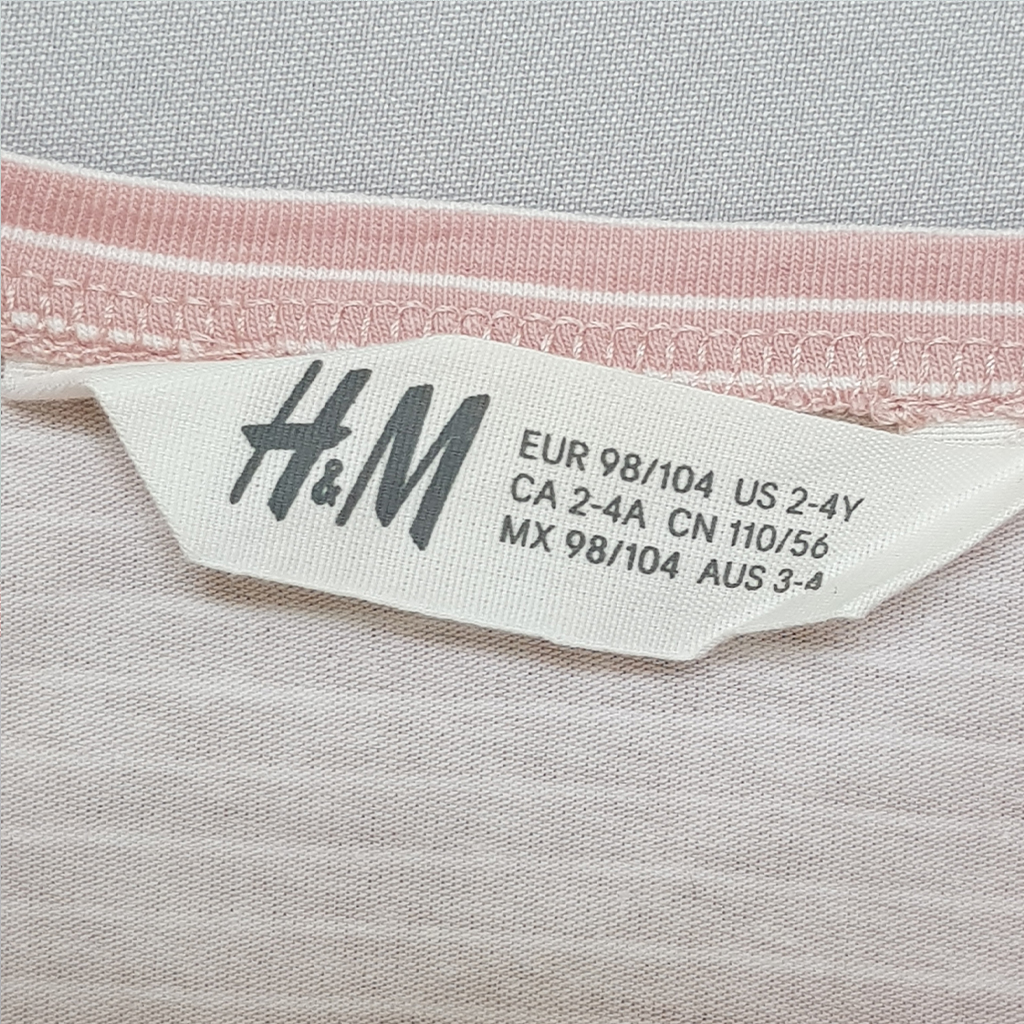 H&M
EUR 98/104 US 2-4Y
CA 2-4A CN 110/56
MX 98/104 AUS 3-4